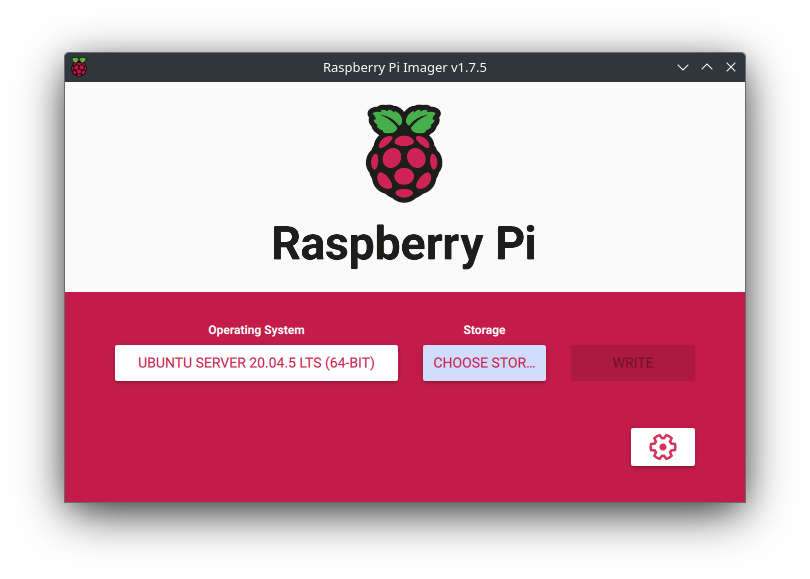 Raspberry Pi Imager v1.7.5
Raspberry Pi
Operating System
Storage
UBUNTU SERVER 20.04.5 LTS (64-BIT)
CHOOSE STOR...
WRITE